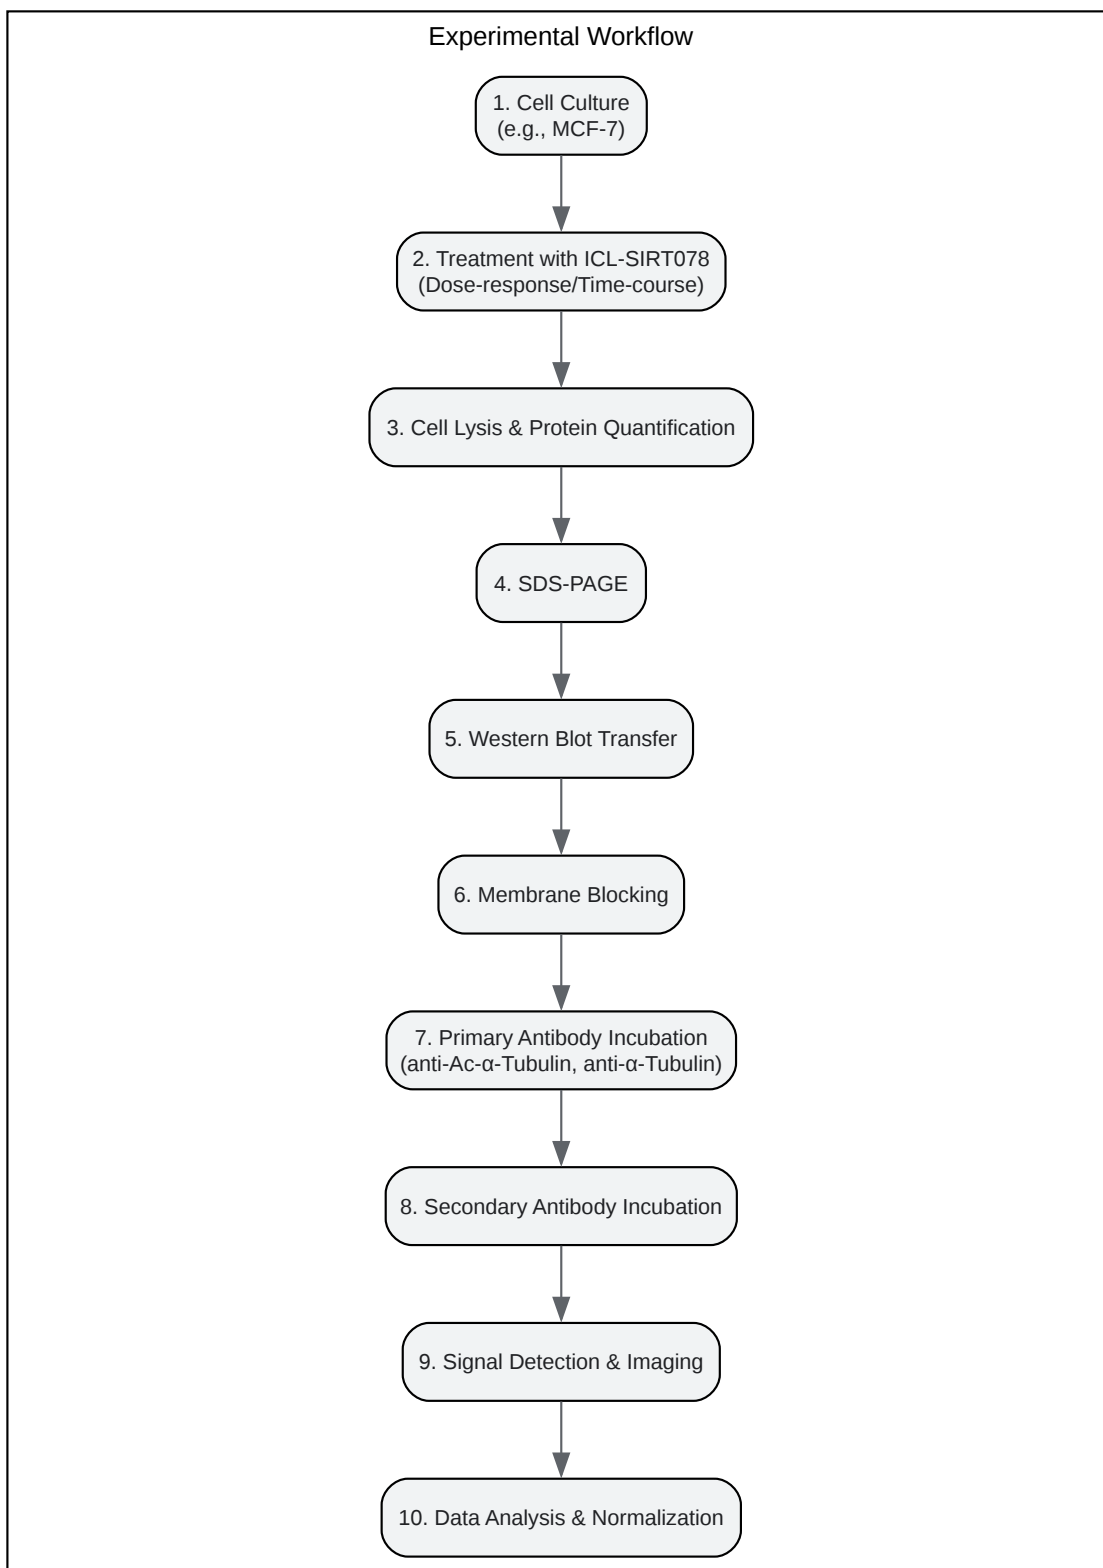 Experimental Workflow
1. Cell Culture
(e.g., MCF-7)
2. Treatment with ICL-SIRT078
(Dose-response/Time-course)
3. Cell Lysis & Protein Quantification
4. SDS-PAGE
5. Western Blot Transfer
6. Membrane Blocking
7. Primary Antibody Incubation
(anti-Ac-α-Tubulin, anti-α-Tubulin)
8. Secondary Antibody Incubation
9. Signal Detection & Imaging
10. Data Analysis & Normalization